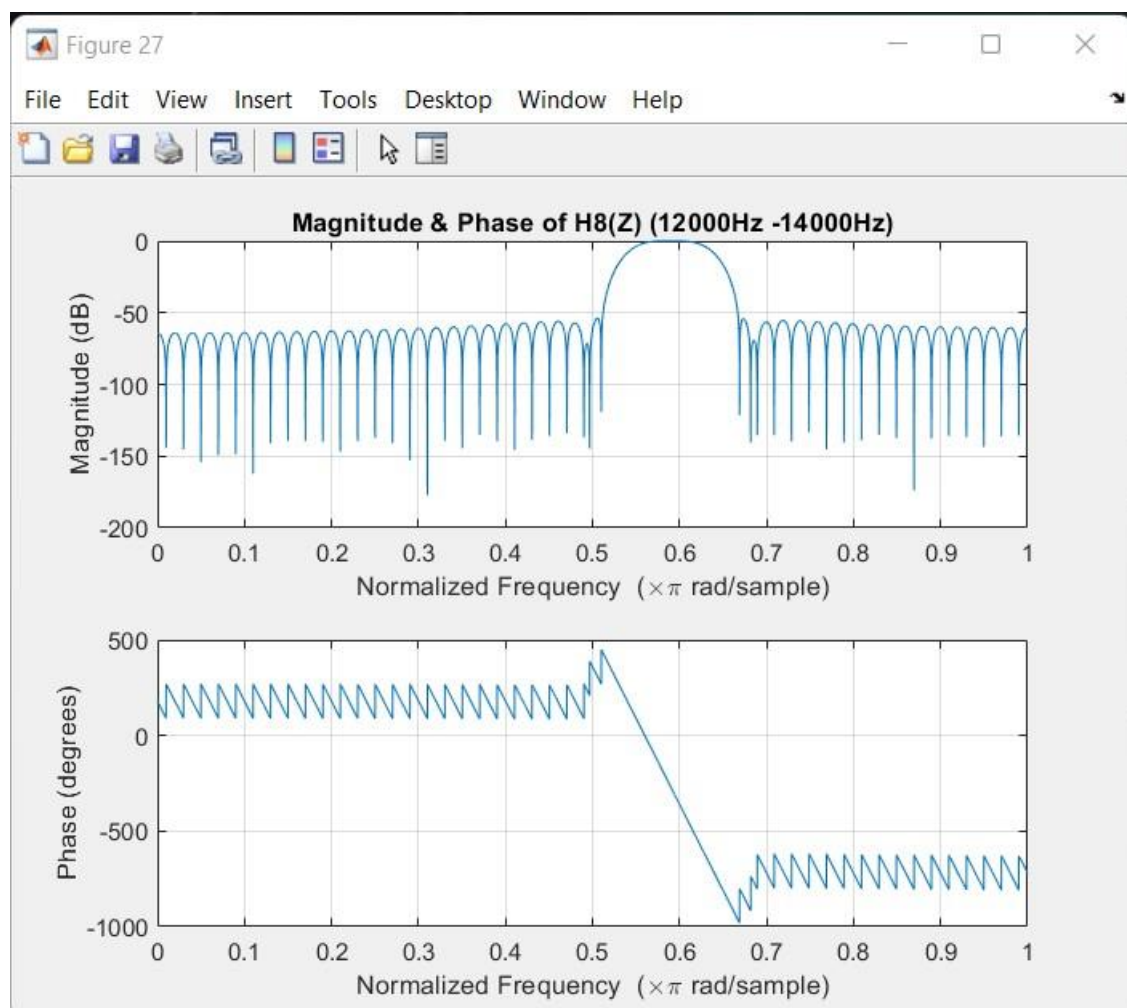 Figure 27
File Edit View Insert Tools Desktop Window Help
Magnitude & Phase of H8(Z) (12000Hz -14000Hz)
Magnitude (dB)
0
-50
-100
-150
-200
0 0.1 0.2 0.3 0.4 0.5 0.6 0.7 0.8 0.9 1
Normalized Frequency (×π rad/sample)
Phase (degrees)
500
0
-500
-1000
0 0.1 0.2 0.3 0.4 0.5 0.6 0.7 0.8 0.9 1
Normalized Frequency (×π rad/sample)